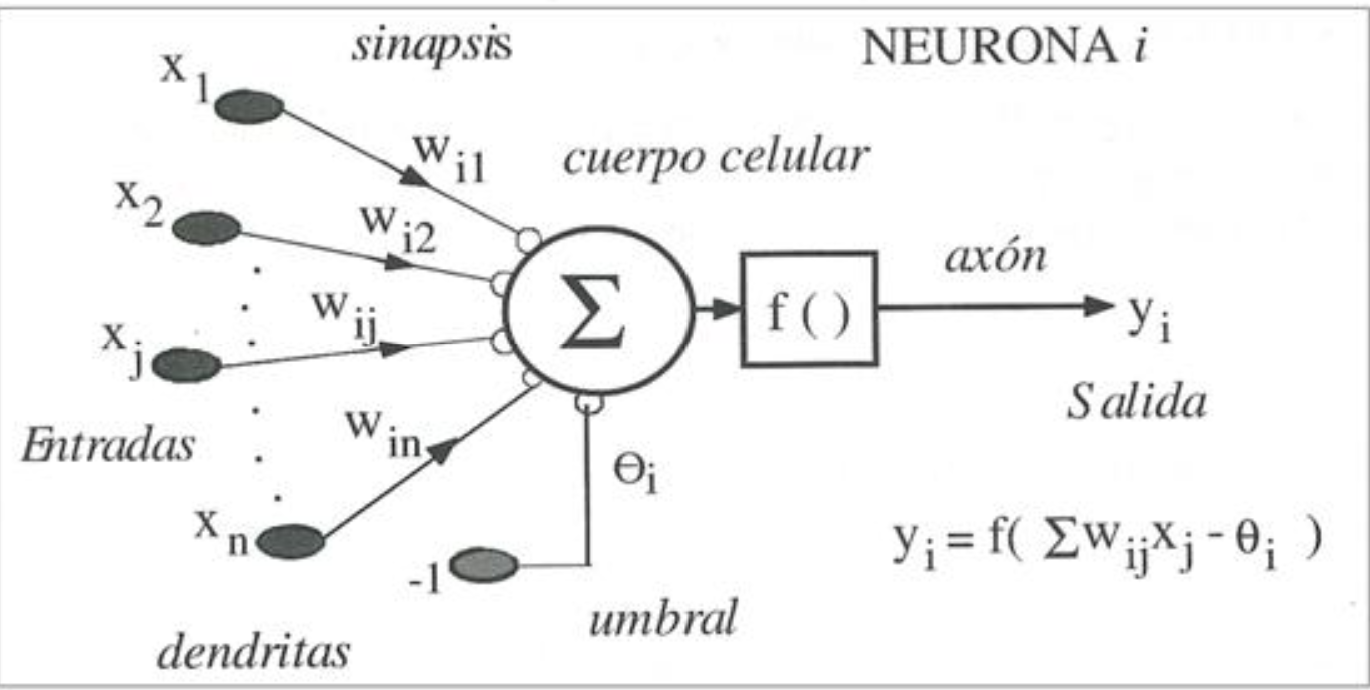 sinapsis
NEURONA i
x1
wi1
cuerpo celular
x2
wi2
axón
wij
Σ
f ( )
yi
xj
Salida
Entradas
win
Θi
xn
yi = f( Σwijxj - θi )
-1
umbral
dendritas